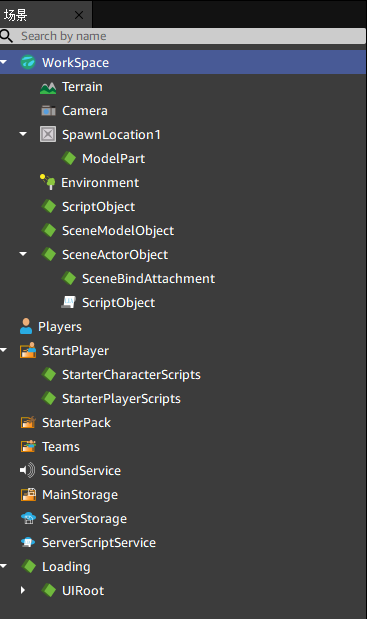 场景
Search by name
WorkSpace
Terrain
Camera
SpawnLocation1
ModelPart
Environment
ScriptObject
SceneModelObject
SceneActorObject
SceneBindAttachment
ScriptObject
Players
StartPlayer
StarterCharacterScripts
StarterPlayerScripts
StarterPack
Teams
SoundService
MainStorage
ServerStorage
ServerScriptService
Loading
UIRoot